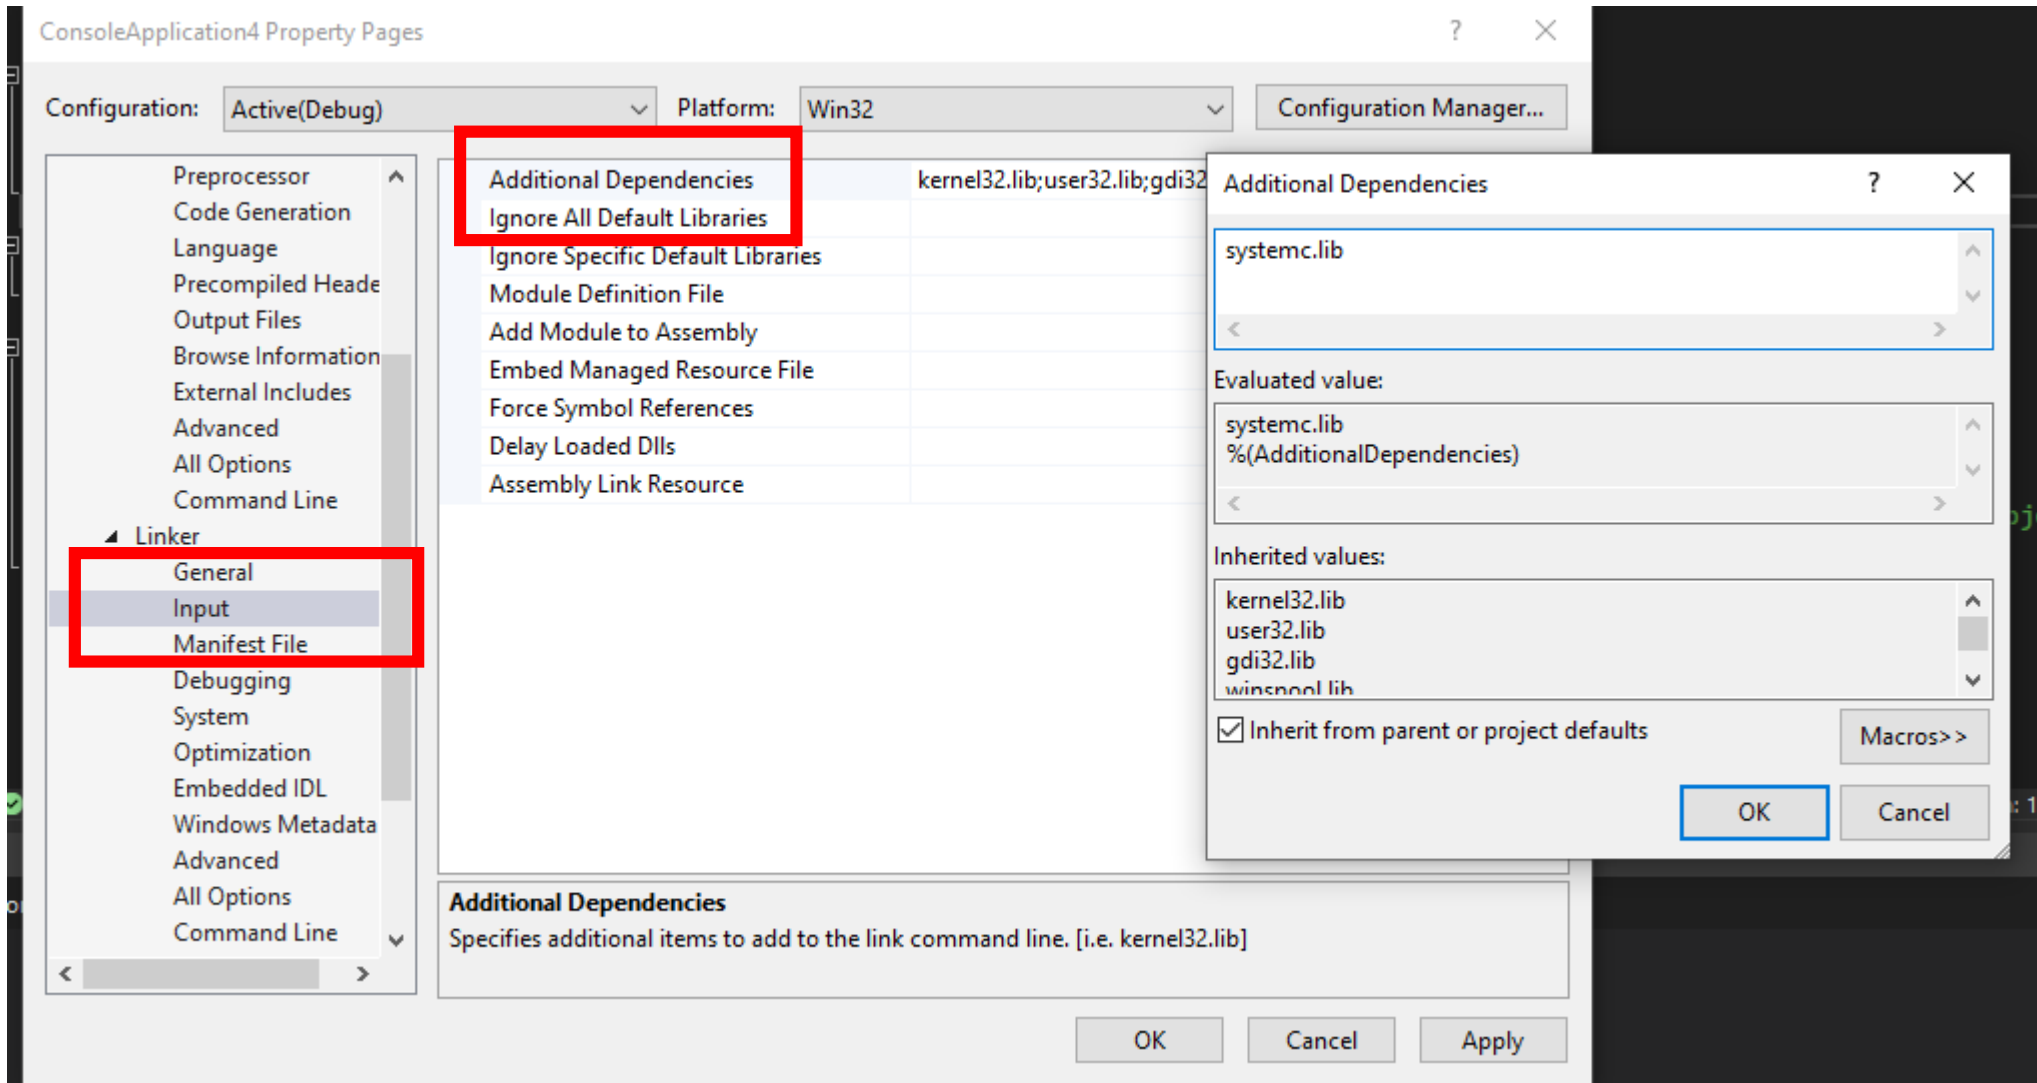 ConsoleApplication4 Property Pages
Configuration: Active(Debug) Platform: Win32 Configuration Manager...
Preprocessor
Code Generation
Language
Precompiled Heade
Output Files
Browse Information
External Includes
Advanced
All Options
Command Line
Linker
General
Input
Manifest File
Debugging
System
Optimization
Embedded IDL
Windows Metadata
Advanced
All Options
Command Line
Additional Dependencies kernel32.lib;user32.lib;gdi32
Ignore All Default Libraries
Ignore Specific Default Libraries
Module Definition File
Add Module to Assembly
Embed Managed Resource File
Force Symbol References
Delay Loaded Dlls
Assembly Link Resource
Additional Dependencies
Specifies additional items to add to the link command line. [i.e. kernel32.lib]
OK Cancel Apply
Additional Dependencies
systemc.lib
Evaluated value:
systemc.lib
%(AdditionalDependencies)
Inherited values:
kernel32.lib
user32.lib
gdi32.lib
winspool.lib
Inherit from parent or project defaults
Macros>>
OK Cancel